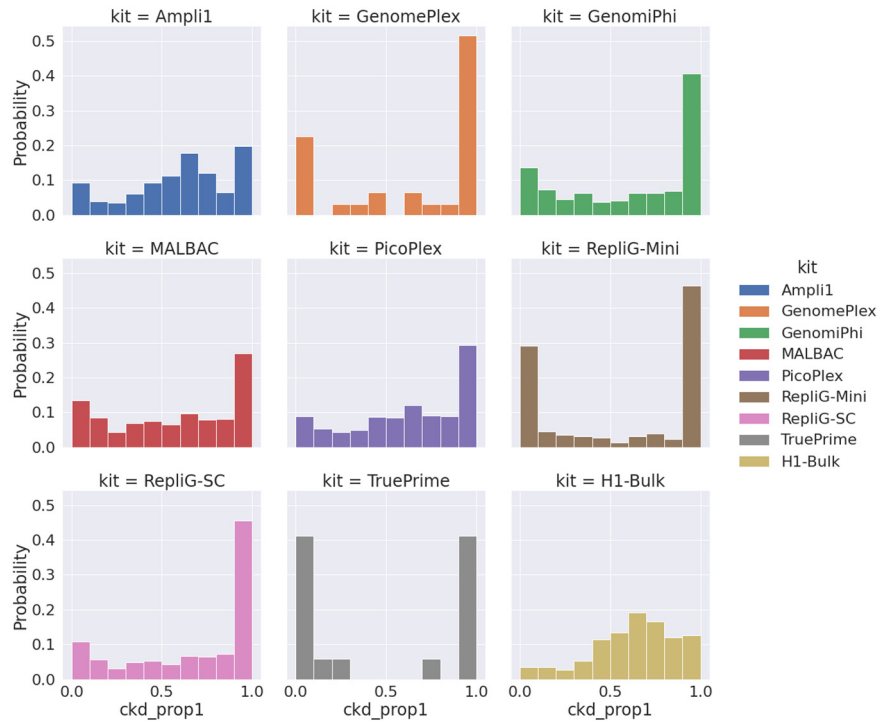 kit = Ampli1
kit = GenomePlex
kit = GenomiPhi
Probability
0.5
0.4
0.3
0.2
0.1
0.0
kit = MALBAC
kit = PicoPlex
kit = RepliG-Mini
Probability
0.5
0.4
0.3
0.2
0.1
0.0
kit
Ampli1
GenomePlex
GenomiPhi
MALBAC
PicoPlex
RepliG-Mini
RepliG-SC
TruePrime
H1-Bulk
kit = RepliG-SC
kit = TruePrime
kit = H1-Bulk
Probability
0.5
0.4
0.3
0.2
0.1
0.0
0.0 0.5 1.0
0.0 0.5 1.0
0.0 0.5 1.0
ckd_prop1
ckd_prop1
ckd_prop1